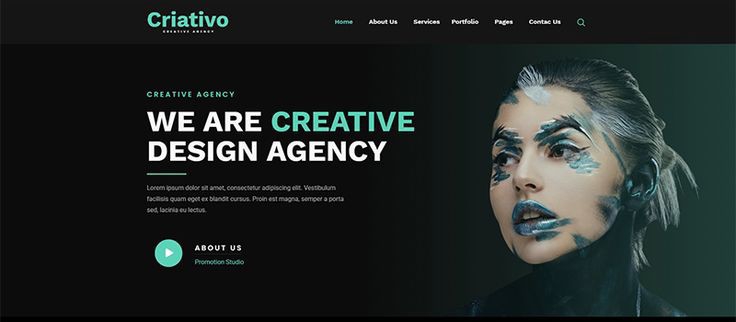 Criativo
CREATIVE AGENCY
Home About Us Services Portfolio Pages Contac Us
CREATIVE AGENCY
WE ARE CREATIVE
DESIGN AGENCY
Lorem ipsum dolor sit amet, consectetur adipiscing elit. Vestibulum
facilisis quam eget ex blandit cursus. Proin est magna, semper a porta
sed, lacinia eu lectus.
ABOUT US
Promotion Studio